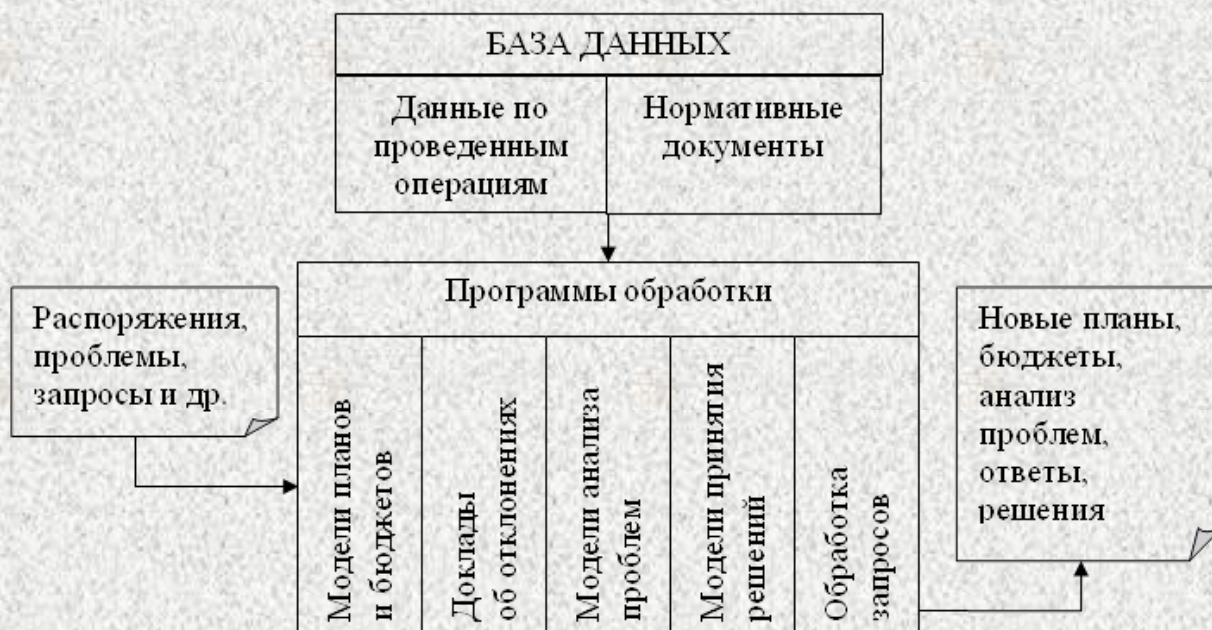 БАЗА ДАННЫХ
Данные по
проведенным
операциям
Нормативные
документы
Программы обработки
Распоряжения,
проблемы,
запросы и др.
Модели планов
и бюджетов
Доклады
об отклонениях
Модели анализа
проблем
Модели принятия
решений
Обработка
запросов
Новые планы,
бюджеты,
анализ
проблем,
ответы,
решения